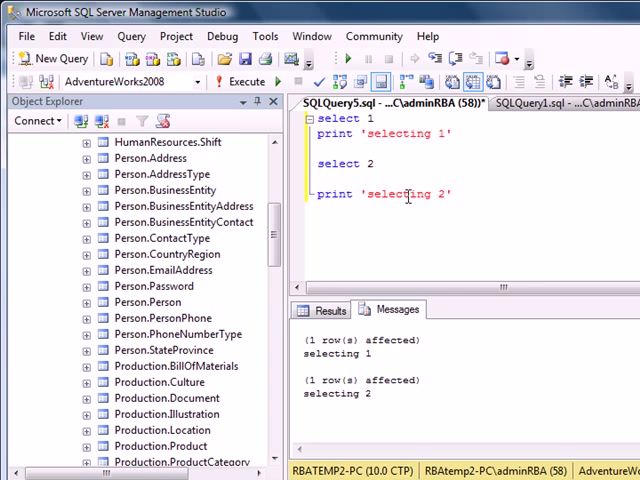 Microsoft SQL Server Management Studio
File Edit View Query Project Debug Tools Window Community Help
New Query
AdventureWorks2008 Execute
Object Explorer
Connect
HumanResources.Shift
Person.Address
Person.AddressType
Person.BusinessEntity
Person.BusinessEntityAddress
Person.BusinessEntityContact
Person.ContactType
Person.CountryRegion
Person.EmailAddress
Person.Password
Person.Person
Person.PersonPhone
Person.PhoneNumberType
Person.StateProvince
Production.BillOfMaterials
Production.Culture
Production.Document
Production.Illustration
Production.Location
Production.Product
Production.ProductCategory
SQLQuery5.sql - ...C\adminRBA (58))* SQLQuery1.sql - ...C\adminRBA
select 1
print 'selecting 1'
select 2
print 'selecting 2'
Results Messages
(1 row(s) affected)
selecting 1
(1 row(s) affected)
selecting 2
RBATEMP2-PC (10.0 CTP) RBAtemp2-PC\adminRBA (58) AdventureWo